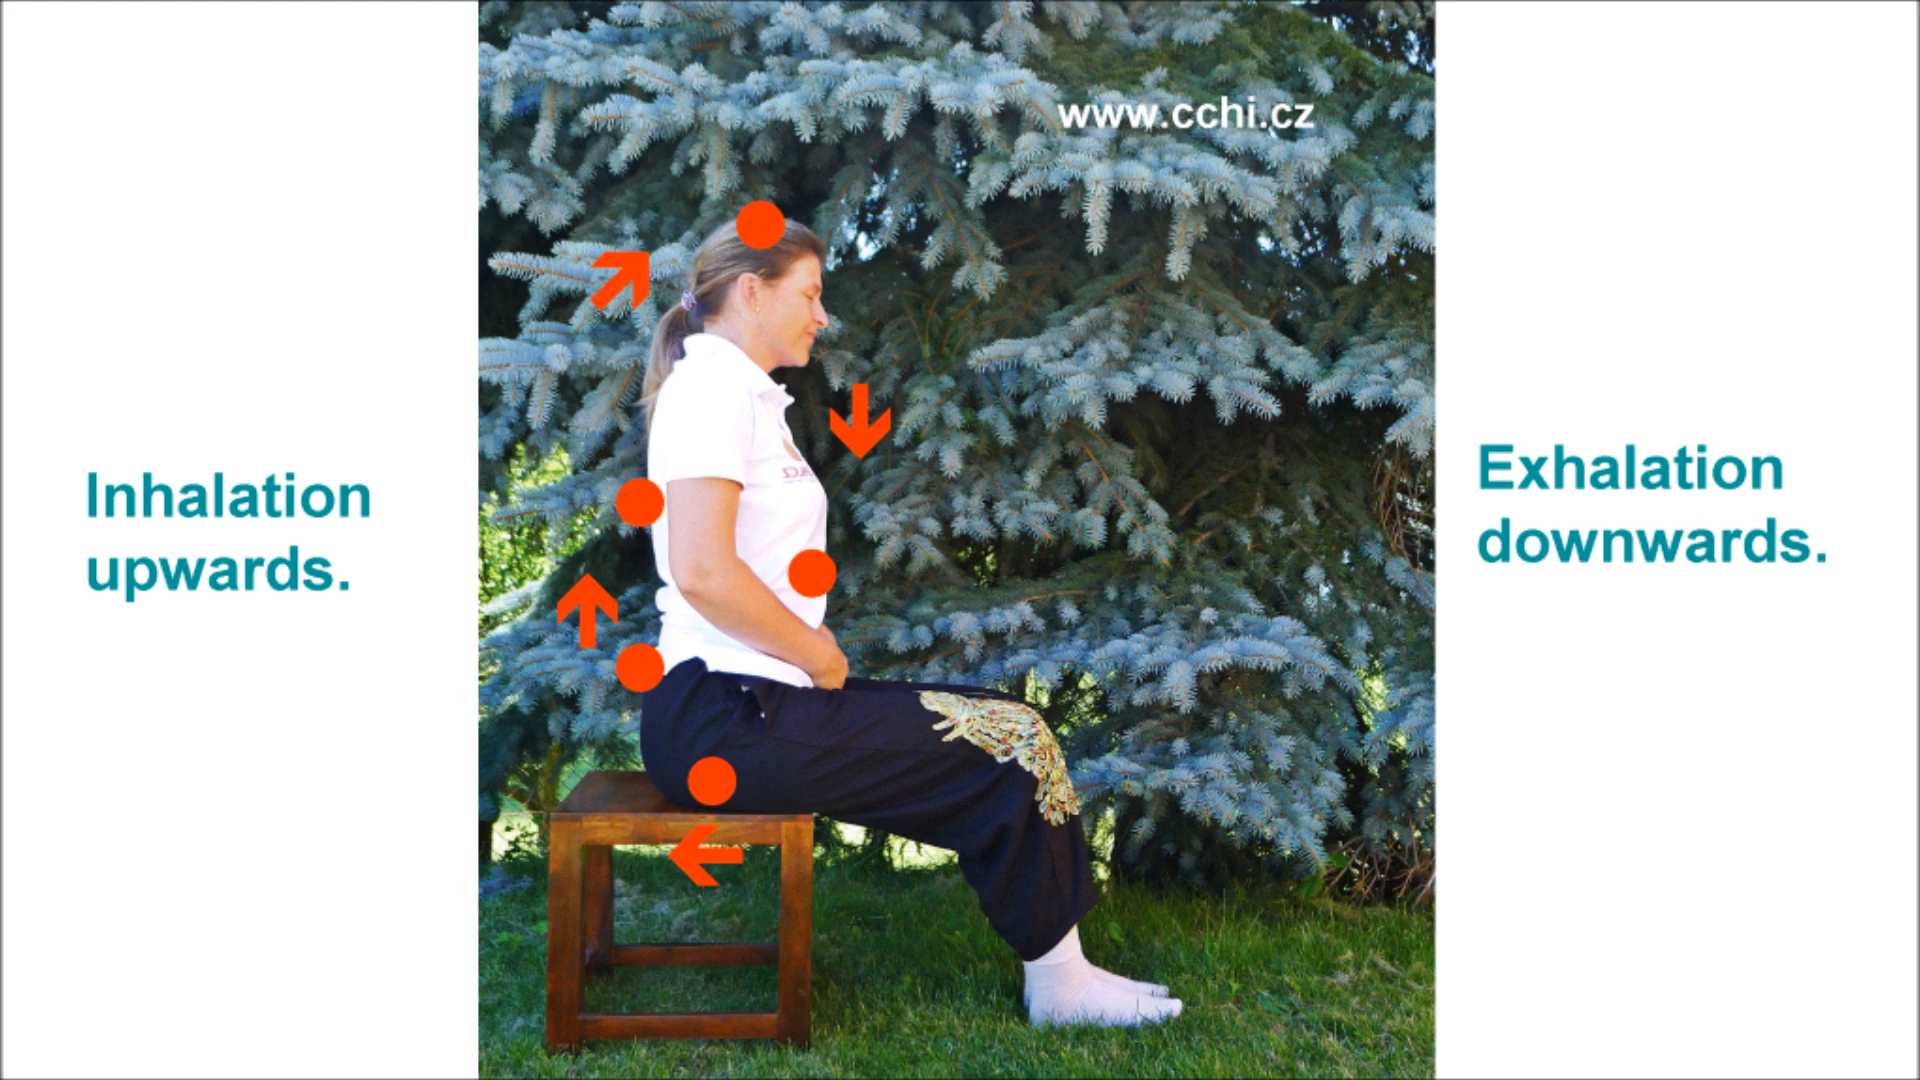 www.cchi.cz
Inhalation
upwards.
Exhalation
downwards.